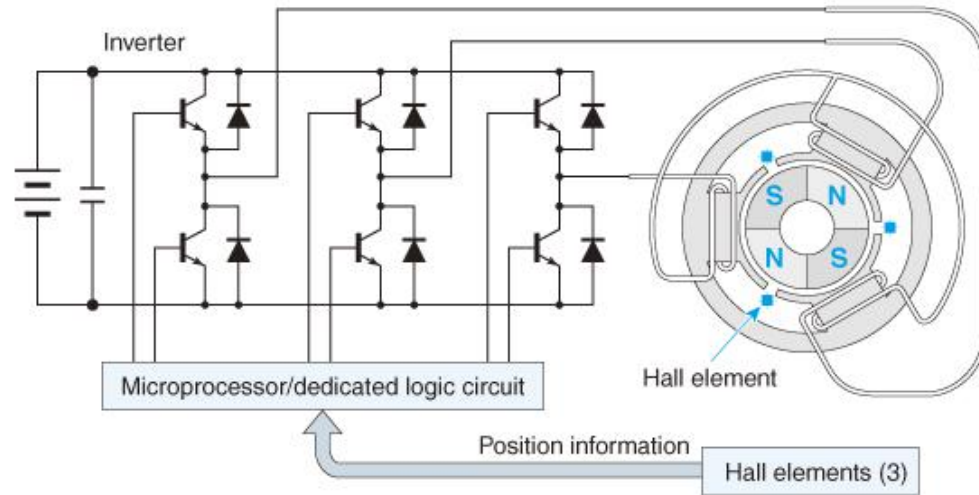 Inverter
S
N
N
S
Hall element
Microprocessor/dedicated logic circuit
Position information
Hall elements (3)